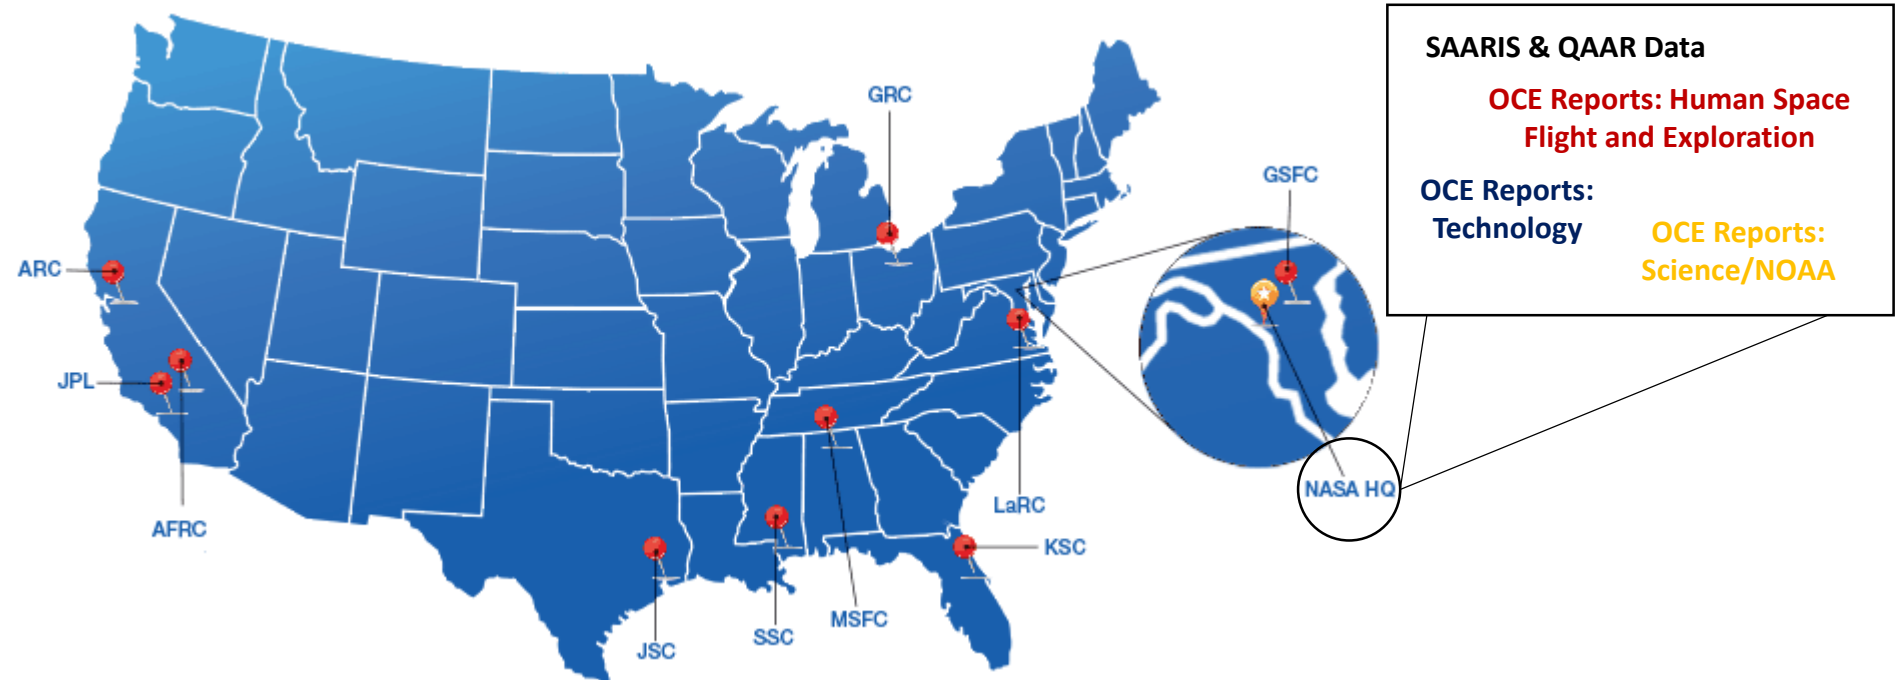 SAARIS & QAAR Data
OCE Reports: Human Space
Flight and Exploration
OCE Reports:
Technology
OCE Reports:
Science/NOAA
GRC
GSFC
ARC
JPL
AFRC
LaRC
NASA HQ
KSC
MSFC
SSC
JSC